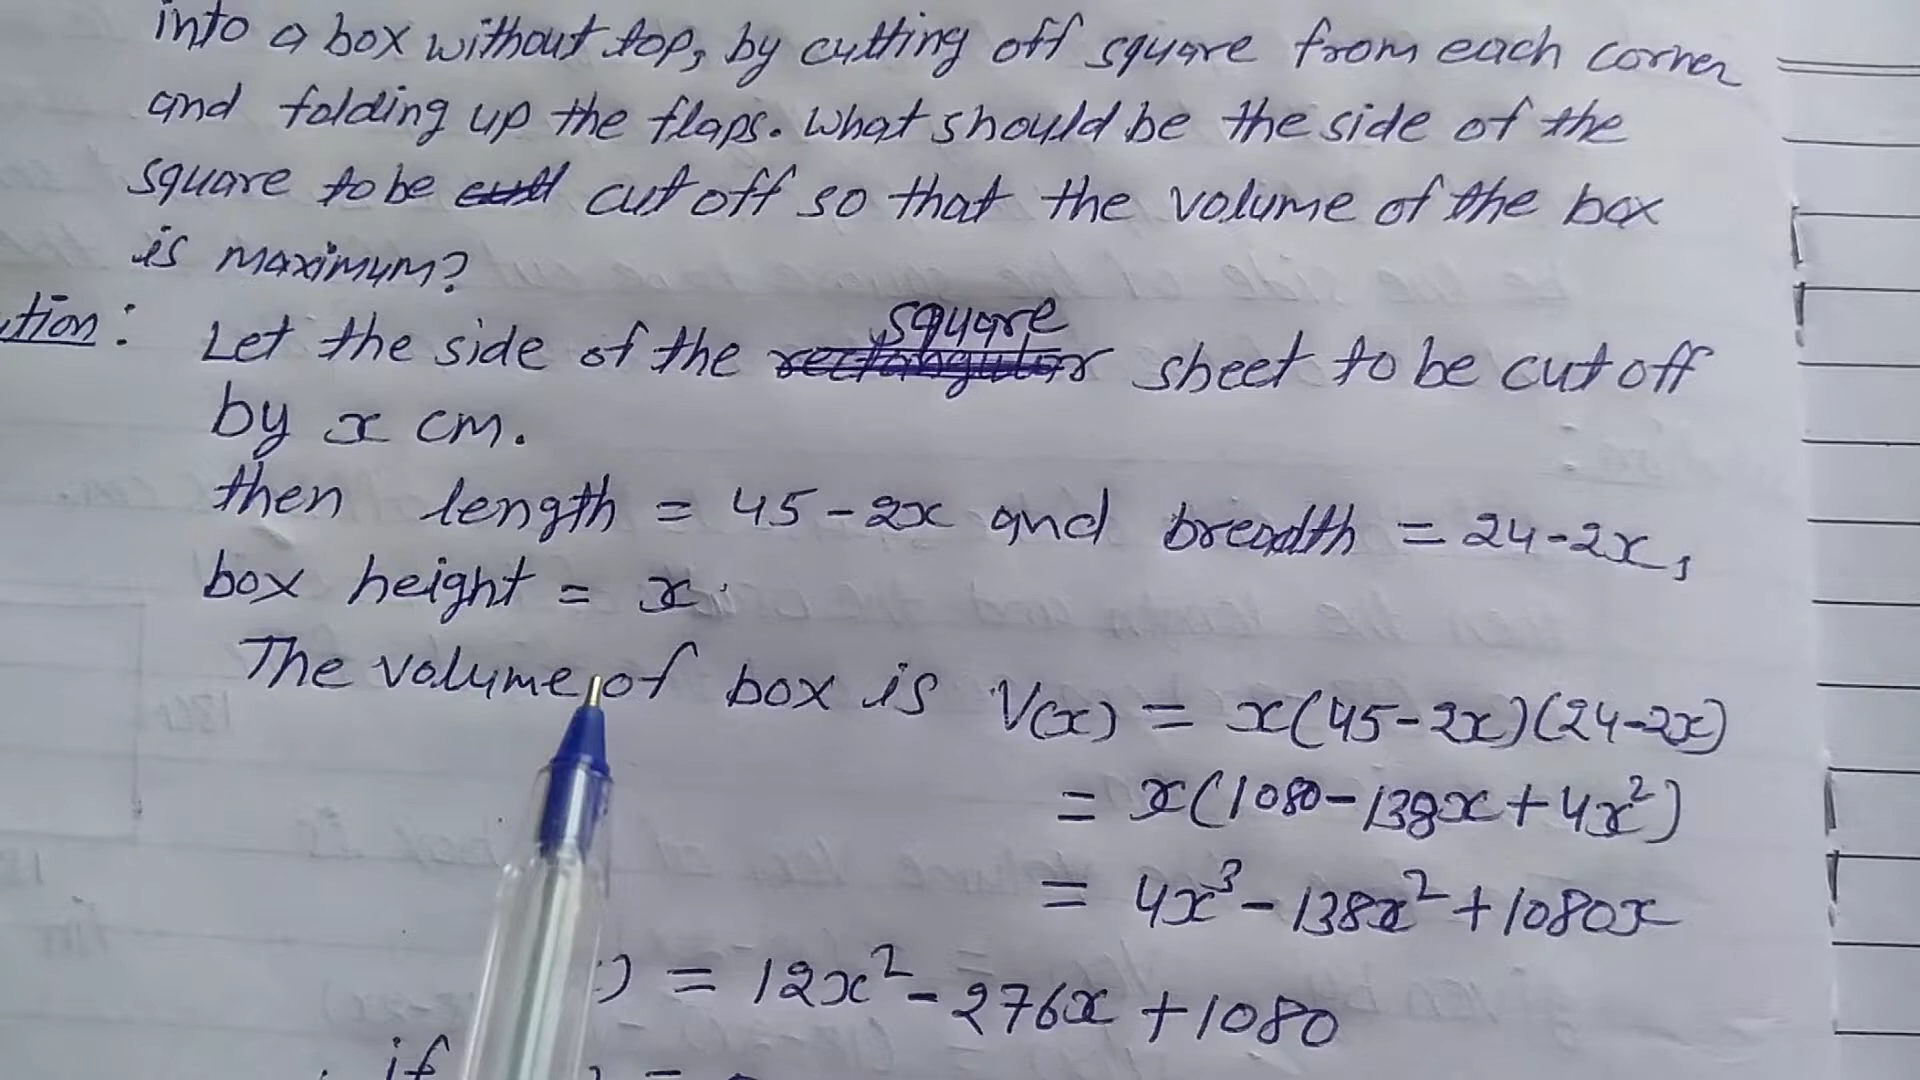 into a box without top, by cutting off square from each corner
and folding up the flaps. What should be the side of the
square to be cut off so that the volume of the box
is maximum?
tion: Let the side of the square sheet to be cut off
by x cm.
then length = 45-2x and breadth = 24-2x,
box height = x.
The volume of box is V(x) = x(45-2x)(24-2x)
= x(1080-138x+4x²)
= 4x³-138x²+1080x
) = 12x²-276x+1080
if